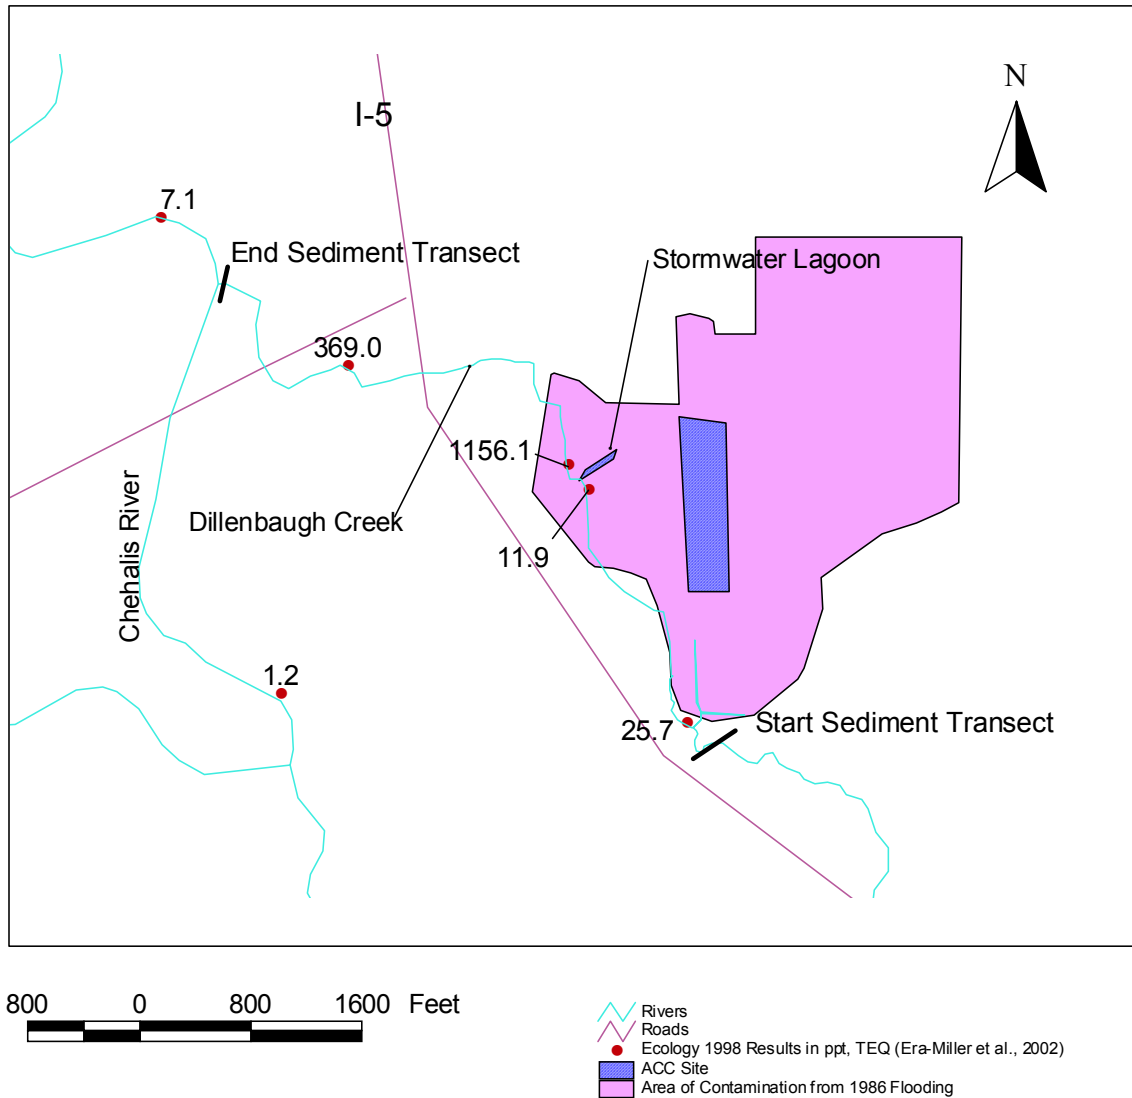 N
I-5
7.1
End Sediment Transect
Stormwater Lagoon
369.0
1156.1
Dillenbaugh Creek
11.9
Chehalis River
1.2
25.7
Start Sediment Transect
800 0 800 1600 Feet
Rivers
Roads
Ecology 1998 Results in ppt, TEQ (Era-Miller et al., 2002)
ACC Site
Area of Contamination from 1986 Flooding